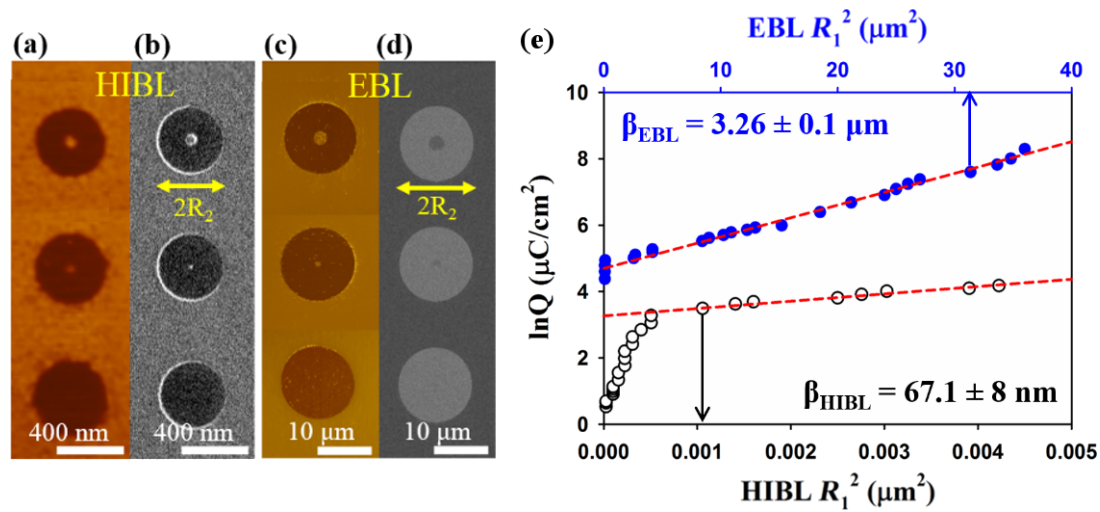 (a) (b) (c) (d)
HIBL EBL
2R₂ 2R₂
400 nm 400 nm 10 μm 10 μm
(e)
EBL R₁² (μm²)
0 10 20 30 40
lnQ (μC/cm²)
10
8
6
4
2
0
β_EBL = 3.26 ± 0.1 μm
β_HIBL = 67.1 ± 8 nm
0.000 0.001 0.002 0.003 0.004 0.005
HIBL R₁² (μm²)